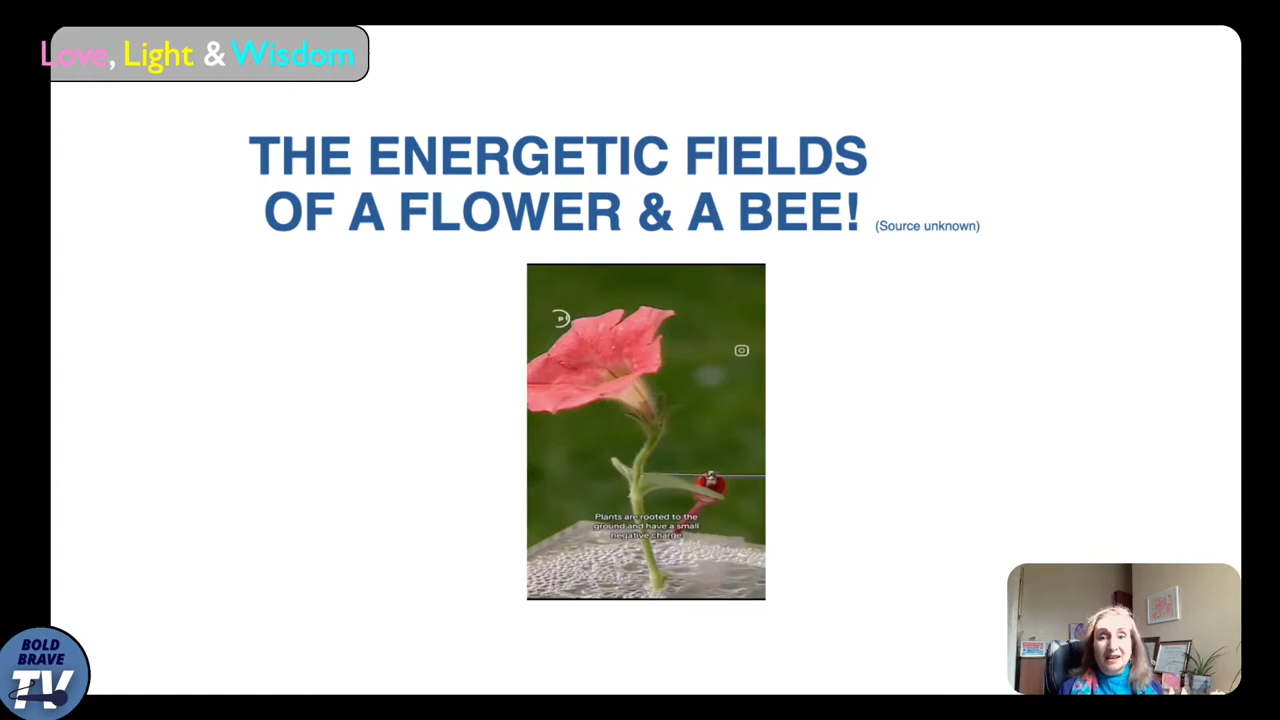 Love, Light & Wisdom
THE ENERGETIC FIELDS
OF A FLOWER & A BEE! (Source unknown)
Plants are rooted to the
ground and have a small
negative charge.
BOLD
BRAVE
TV